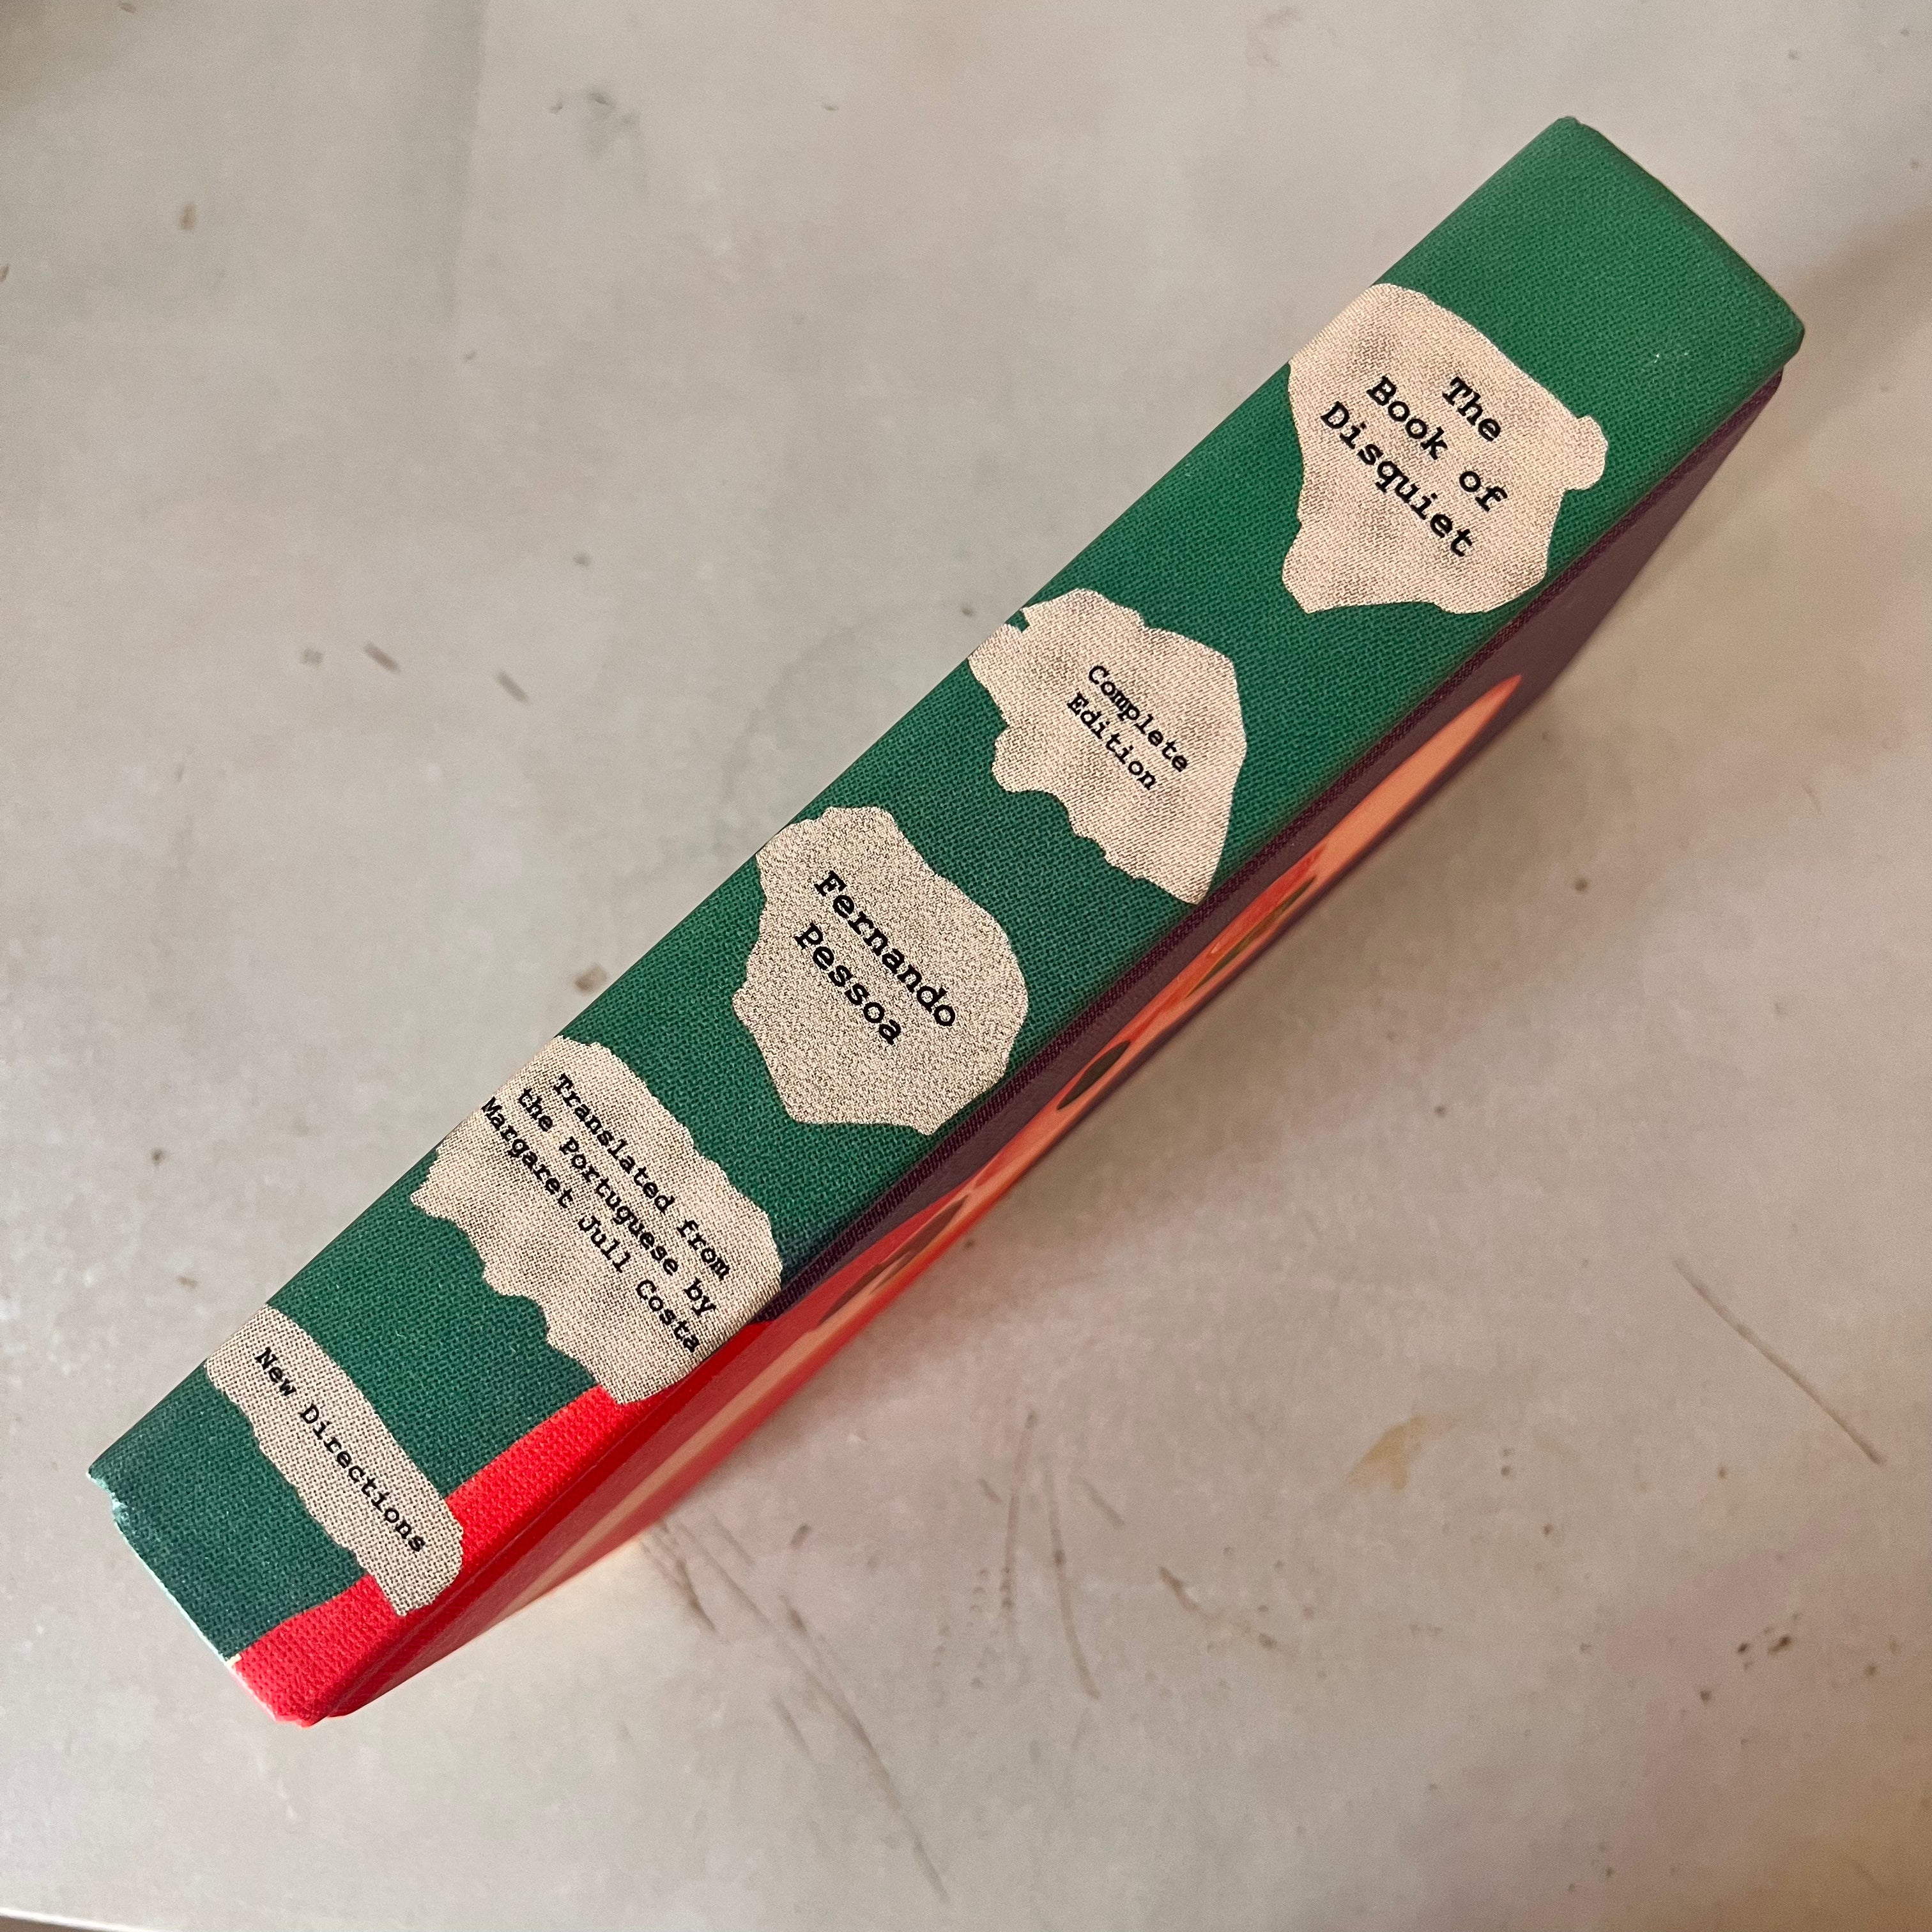 The
Book of
Disquiet
Complete
Edition
Fernando
Pessoa
Translated from
the Portuguese by
Margaret Jull Costa
New Directions